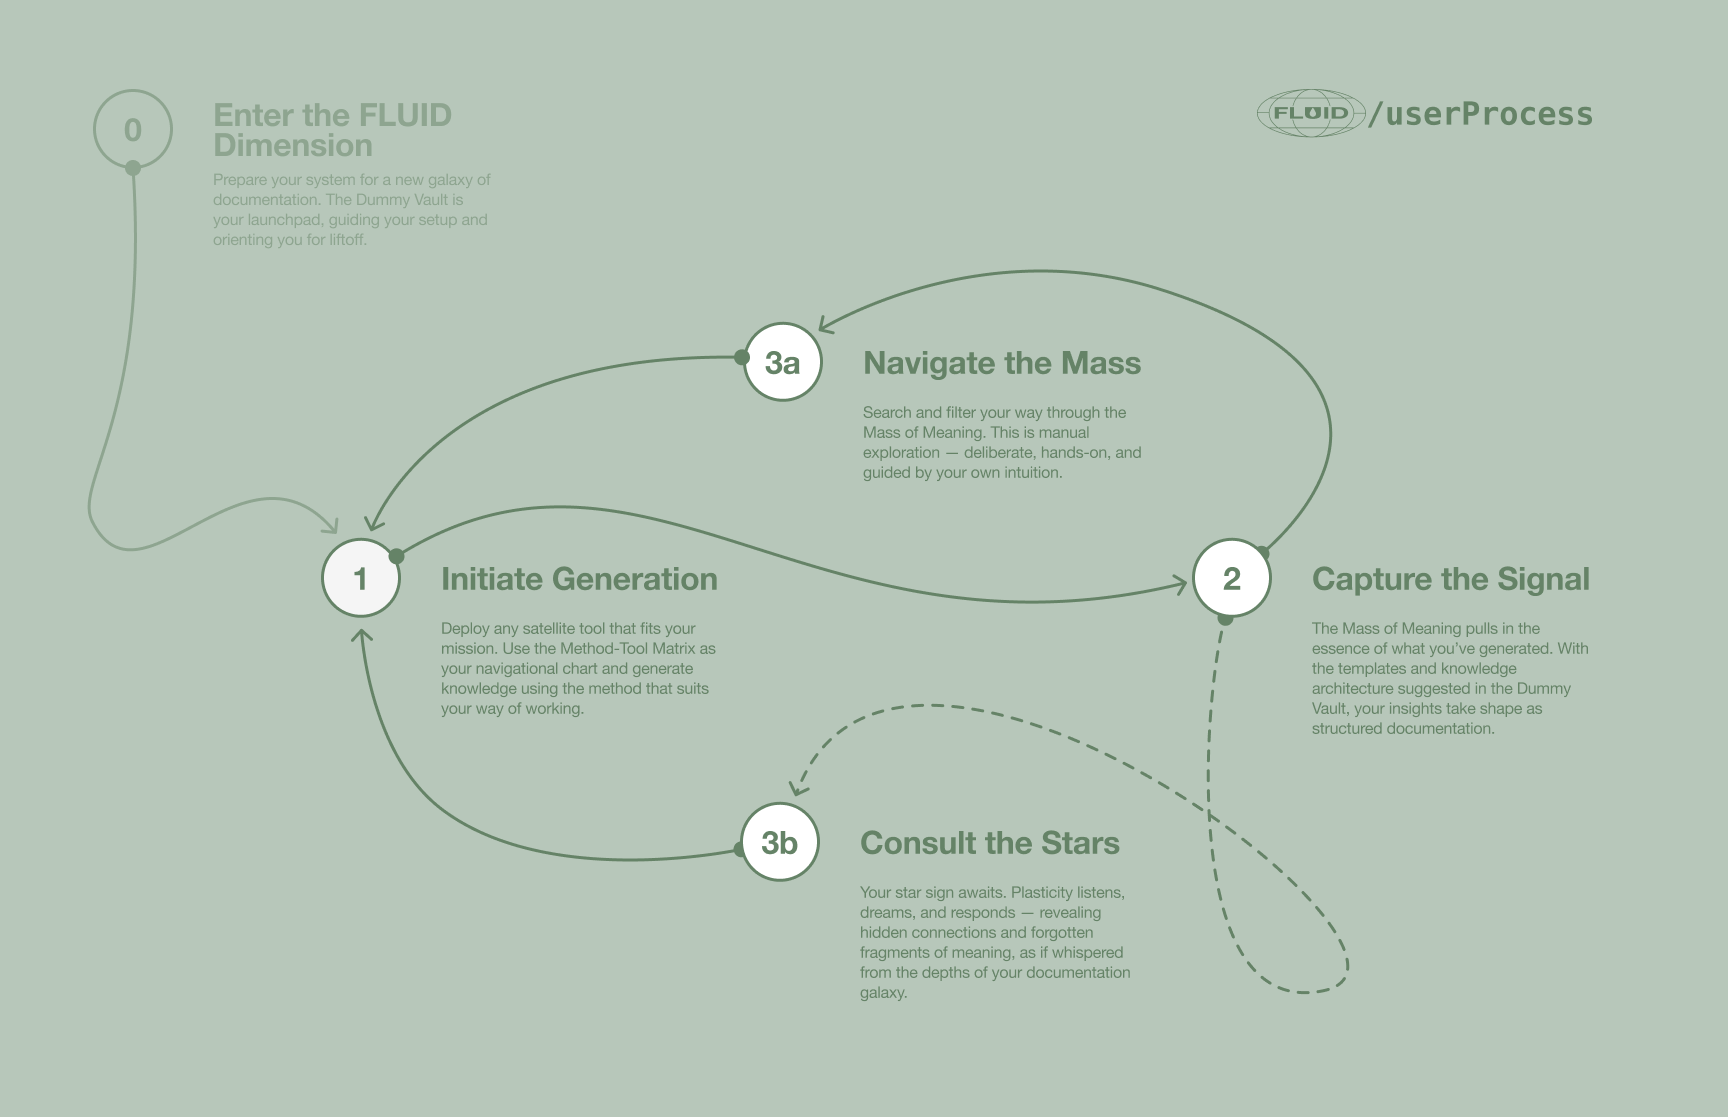 0
Enter the FLUID
Dimension
Prepare your system for a new galaxy of
documentation. The Dummy Vault is
your launchpad, guiding your setup and
orienting you for liftoff.
FLUID/userProcess
3a
Navigate the Mass
Search and filter your way through the
Mass of Meaning. This is manual
exploration — deliberate, hands-on, and
guided by your own intuition.
1
Initiate Generation
Deploy any satellite tool that fits your
mission. Use the Method-Tool Matrix as
your navigational chart and generate
knowledge using the method that suits
your way of working.
2
Capture the Signal
The Mass of Meaning pulls in the
essence of what you’ve generated. With
the templates and knowledge
architecture suggested in the Dummy
Vault, your insights take shape as
structured documentation.
3b
Consult the Stars
Your star sign awaits. Plasticity listens,
dreams, and responds — revealing
hidden connections and forgotten
fragments of meaning, as if whispered
from the depths of your documentation
galaxy.